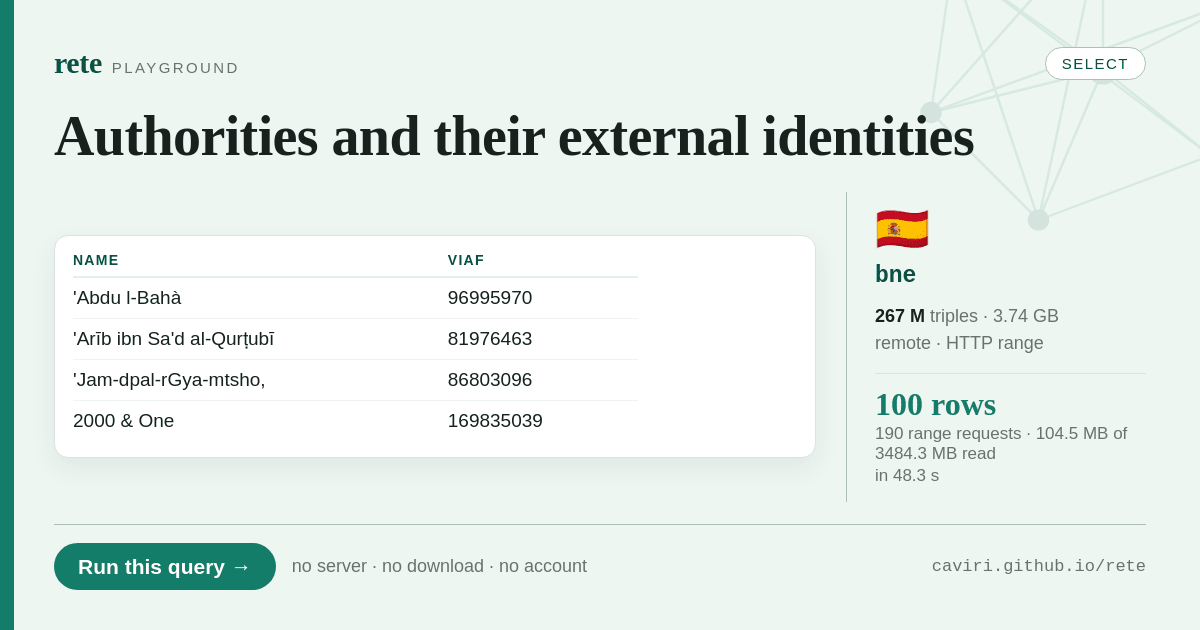 rete PLAYGROUND
SELECT
Authorities and their external identities
NAME VIAF
'Abdu l-Bahà 96995970
'Arīb ibn Sa'd al-Qurṭubī 81976463
'Jam-dpal-rGya-mtsho, 86803096
2000 & One 169835039
bne
267 M triples · 3.74 GB
remote · HTTP range
100 rows
190 range requests · 104.5 MB of
3484.3 MB read
in 48.3 s
Run this query →
no server · no download · no account
caviri.github.io/rete